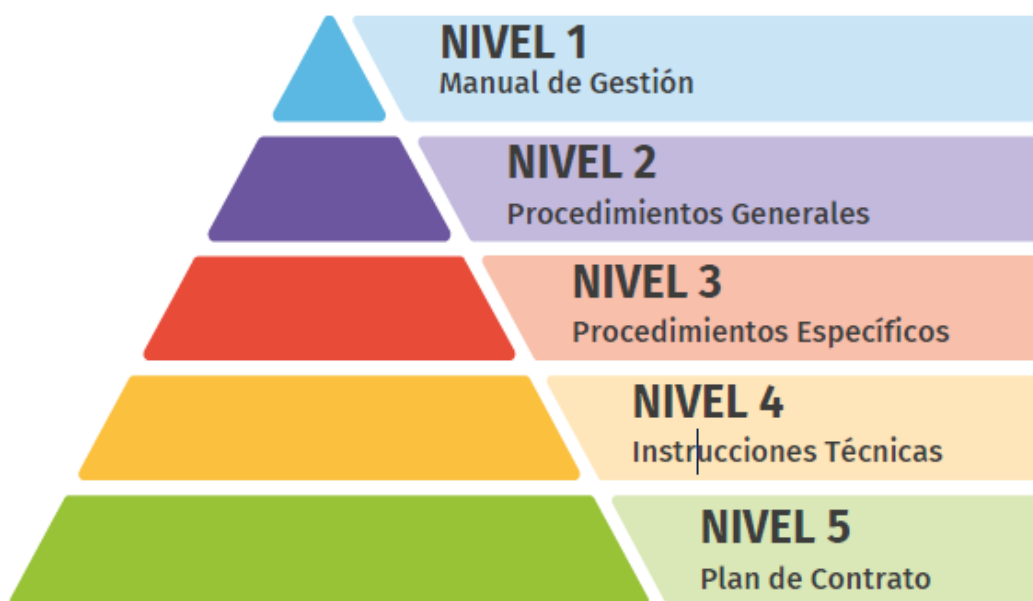 NIVEL 1
Manual de Gestión
NIVEL 2
Procedimientos Generales
NIVEL 3
Procedimientos Específicos
NIVEL 4
Instrucciones Técnicas
NIVEL 5
Plan de Contrato